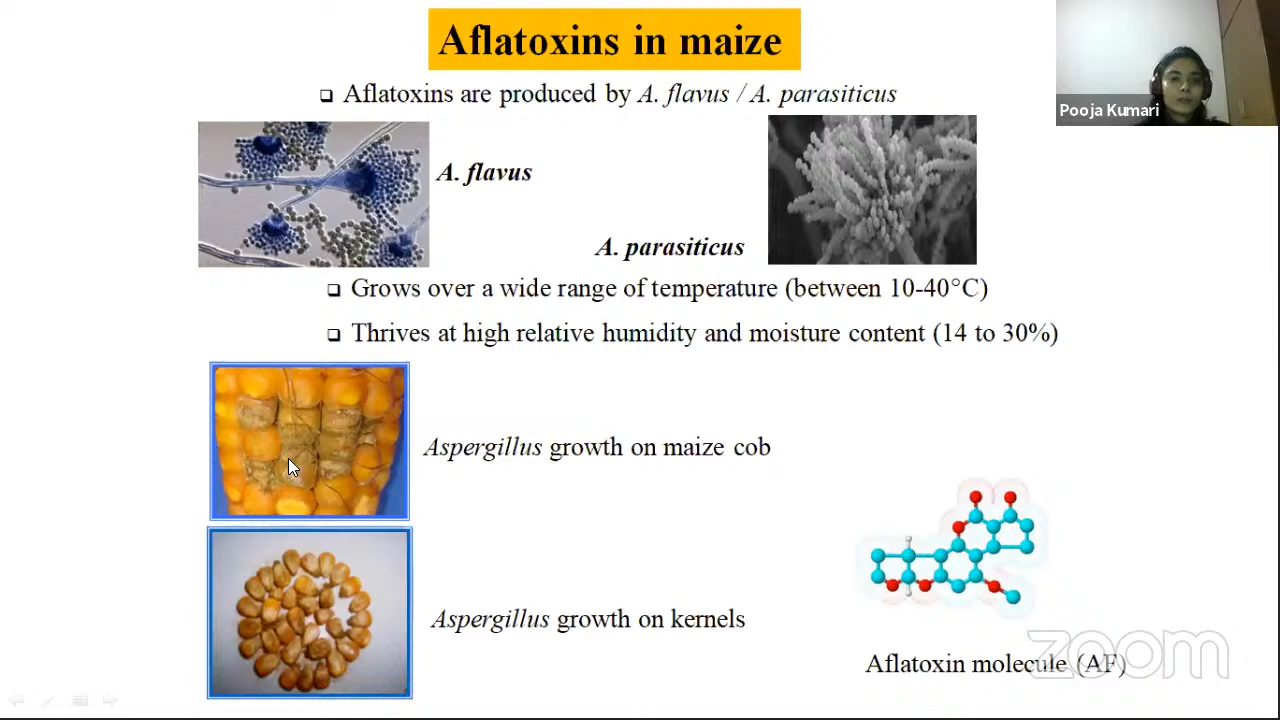 Aflatoxins in maize
Aflatoxins are produced by A. flavus / A. parasiticus
Pooja Kumari
A. flavus
A. parasiticus
Grows over a wide range of temperature (between 10-40°C)
Thrives at high relative humidity and moisture content (14 to 30%)
Aspergillus growth on maize cob
Aspergillus growth on kernels
Aflatoxin molecule (AF)
zoom